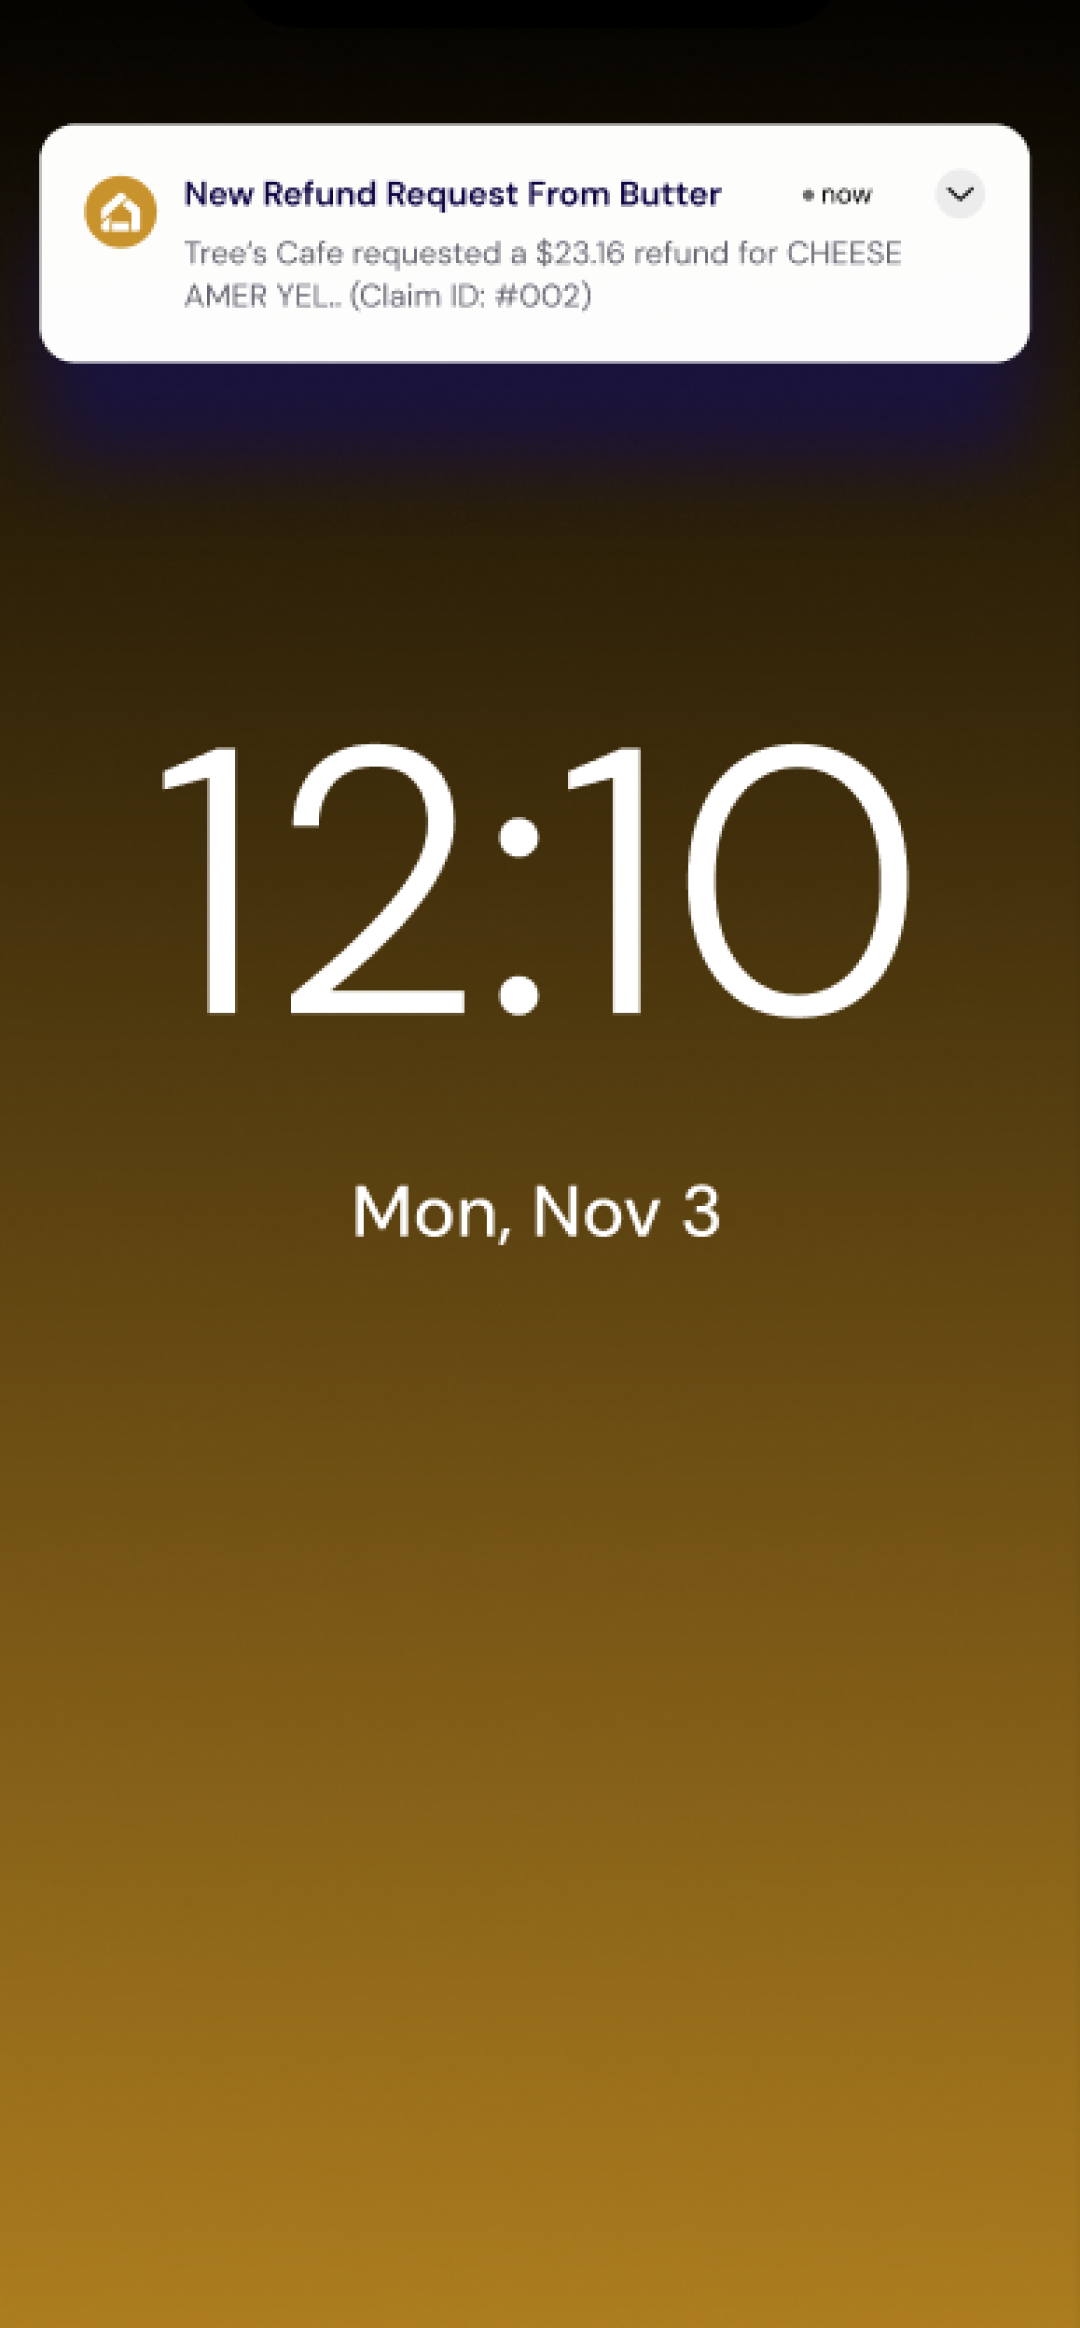 New Refund Request From Butter • now
Tree's Cafe requested a $23.16 refund for CHEESE
AMER YEL.. (Claim ID: #002)
12:10
Mon, Nov 3